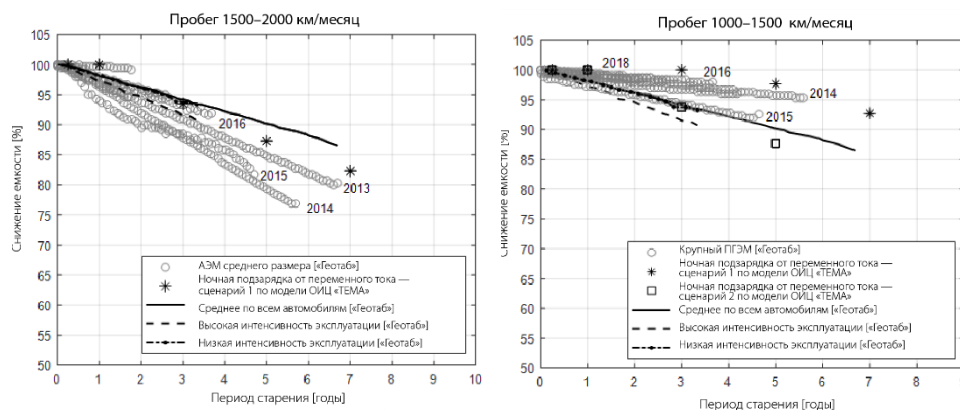 Пробег 1500–2000 км/месяц
105
100
95
90
85
80
75
70
65
60
55
50
Снижение емкости [%]
2016
2015
2013
2014
АЭМ среднего размера [«Геотаб»]
Ночная подзарядка от переменного тока —
сценарий 1 по модели ОИЦ «ТЕМА»
Среднее по всем автомобилям [«Геотаб»]
Высокая интенсивность эксплуатации [«Геотаб»]
Низкая интенсивность эксплуатации [«Геотаб»]
0 1 2 3 4 5 6 7 8 9 10
Период старения [годы]
Пробег 1000–1500 км/месяц
105
100
95
90
85
80
75
70
65
60
55
50
Снижение емкости [%]
2018
2016
2014
2015
Крупный ПГЭМ [«Геотаб»]
Ночная подзарядка от переменного тока —
сценарий 1 по модели ОИЦ «ТЕМА»
Ночная подзарядка от переменного тока —
сценарий 2 по модели ОИЦ «ТЕМА»
Среднее по всем автомобилям [«Геотаб»]
Высокая интенсивность эксплуатации [«Геотаб»]
Низкая интенсивность эксплуатации [«Геотаб»]
0 1 2 3 4 5 6 7 8
Период старения [годы]